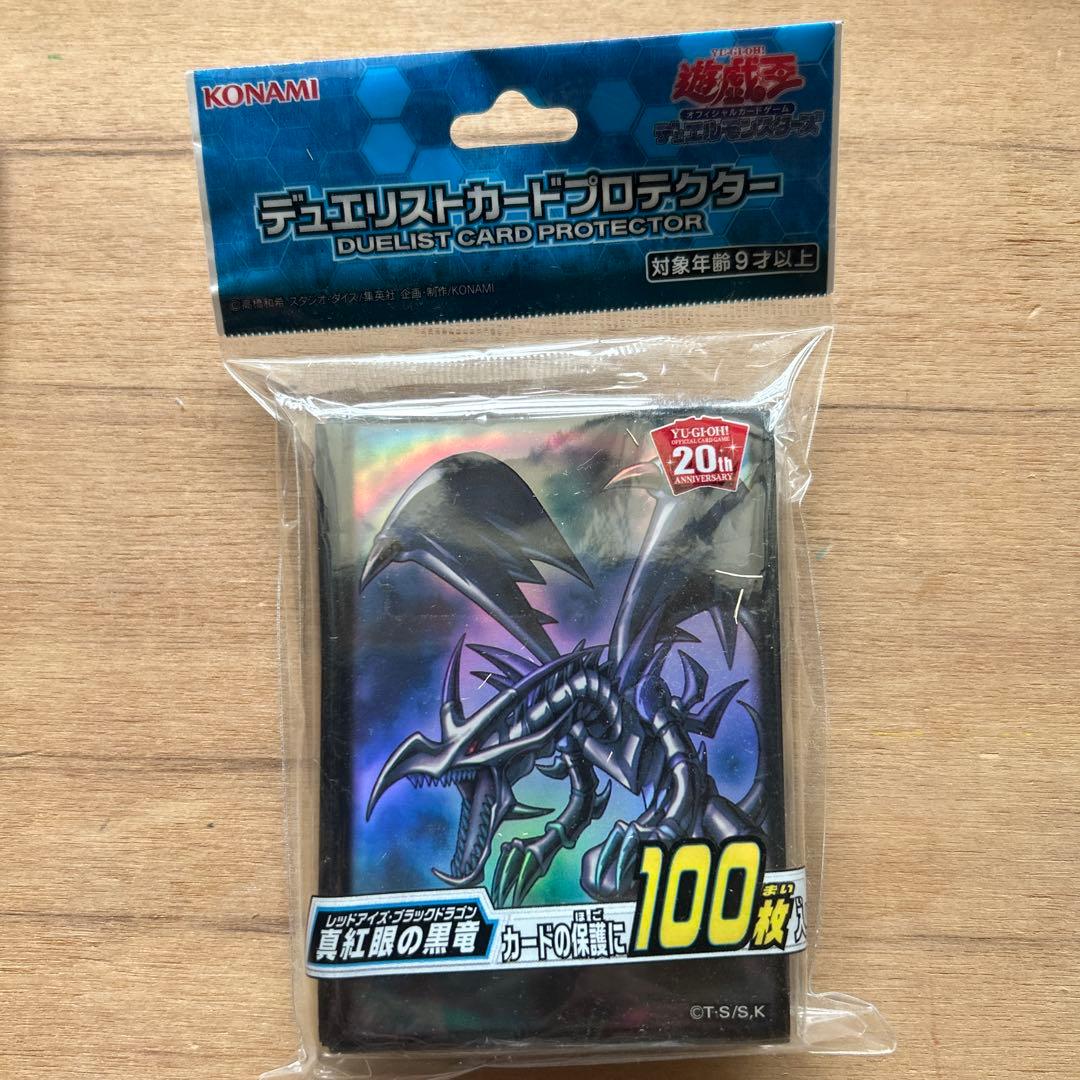 KONAMI
YU-GI-OH!
遊戯王
オフィシャルカードゲーム
デュエルモンスターズ
デュエリストカードプロテクター
DUELIST CARD PROTECTOR
対象年齢9才以上
©高橋和希 スタジオ・ダイス/集英社 企画・制作/KONAMI
YU-GI-OH!
OFFICIAL CARD GAME
20th
ANNIVERSARY
レッドアイズ・ブラックドラゴン
真紅眼の黒竜
ほご
カードの保護に
まい
100枚入
©T・S/S,K